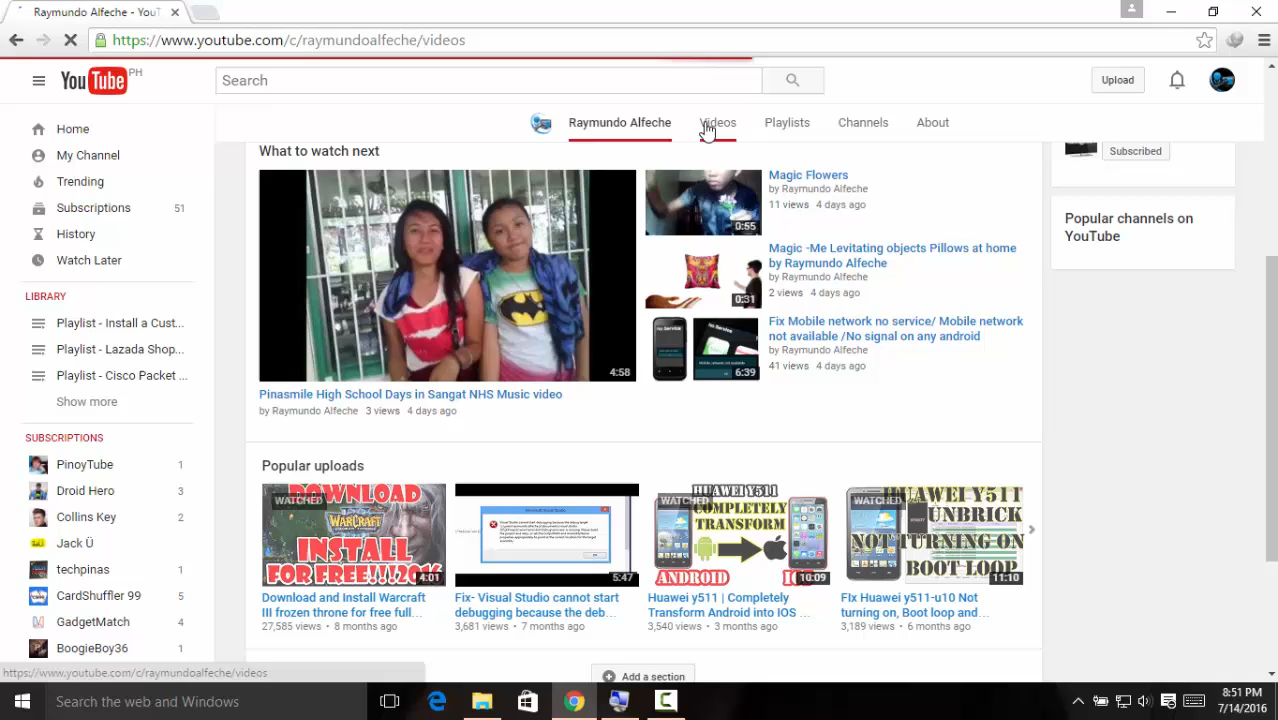 Raymundo Alfeche - YouT
https://www.youtube.com/c/raymundoalfeche/videos
YouTube PH
Search
Upload
Raymundo Alfeche
Videos
Playlists
Channels
About
Home
My Channel
Trending
Subscriptions 51
History
Watch Later
LIBRARY
Playlist - Install a Cust...
Playlist - Lazada Shop...
Playlist - Cisco Packet ...
Show more
SUBSCRIPTIONS
PinoyTube 1
Droid Hero 3
Collins Key 2
Jack Ü
techpinas 1
CardShuffler 99 5
GadgetMatch 4
BoogieBoy36 1
What to watch next
4:58
Pinasmile High School Days in Sangat NHS Music video
by Raymundo Alfeche 3 views 4 days ago
0:55
Magic Flowers
by Raymundo Alfeche
11 views 4 days ago
0:31
Magic -Me Levitating objects Pillows at home
by Raymundo Alfeche
by Raymundo Alfeche
2 views 4 days ago
No Service
6:39
Fix Mobile network no service/ Mobile network
not available /No signal on any android
by Raymundo Alfeche
41 views 4 days ago
Subscribed
Popular channels on
YouTube
Popular uploads
WATCHED
DOWNLOAD
WARCRAFT
INSTALL
FOR FREE!!!2016
4:01
Download and Install Warcraft
III frozen throne for free full...
27,585 views • 8 months ago
5:47
Fix- Visual Studio cannot start
debugging because the deb...
3,681 views • 7 months ago
WATCHED
HUAWEI Y511
COMPLETELY
TRANSFORM
ANDROID
10:09
Huawei y511 | Completely
Transform Android into IOS ...
3,540 views • 3 months ago
WATCHED
HUAWEI Y511
UNBRICK
NOT TURNING ON
BOOT LOOP
11:10
FIx Huawei y511-u10 Not
turning on, Boot loop and...
3,189 views • 6 months ago
Add a section
https://www.youtube.com/c/raymundoalfeche/videos
Search the web and Windows
8:51 PM
7/14/2016